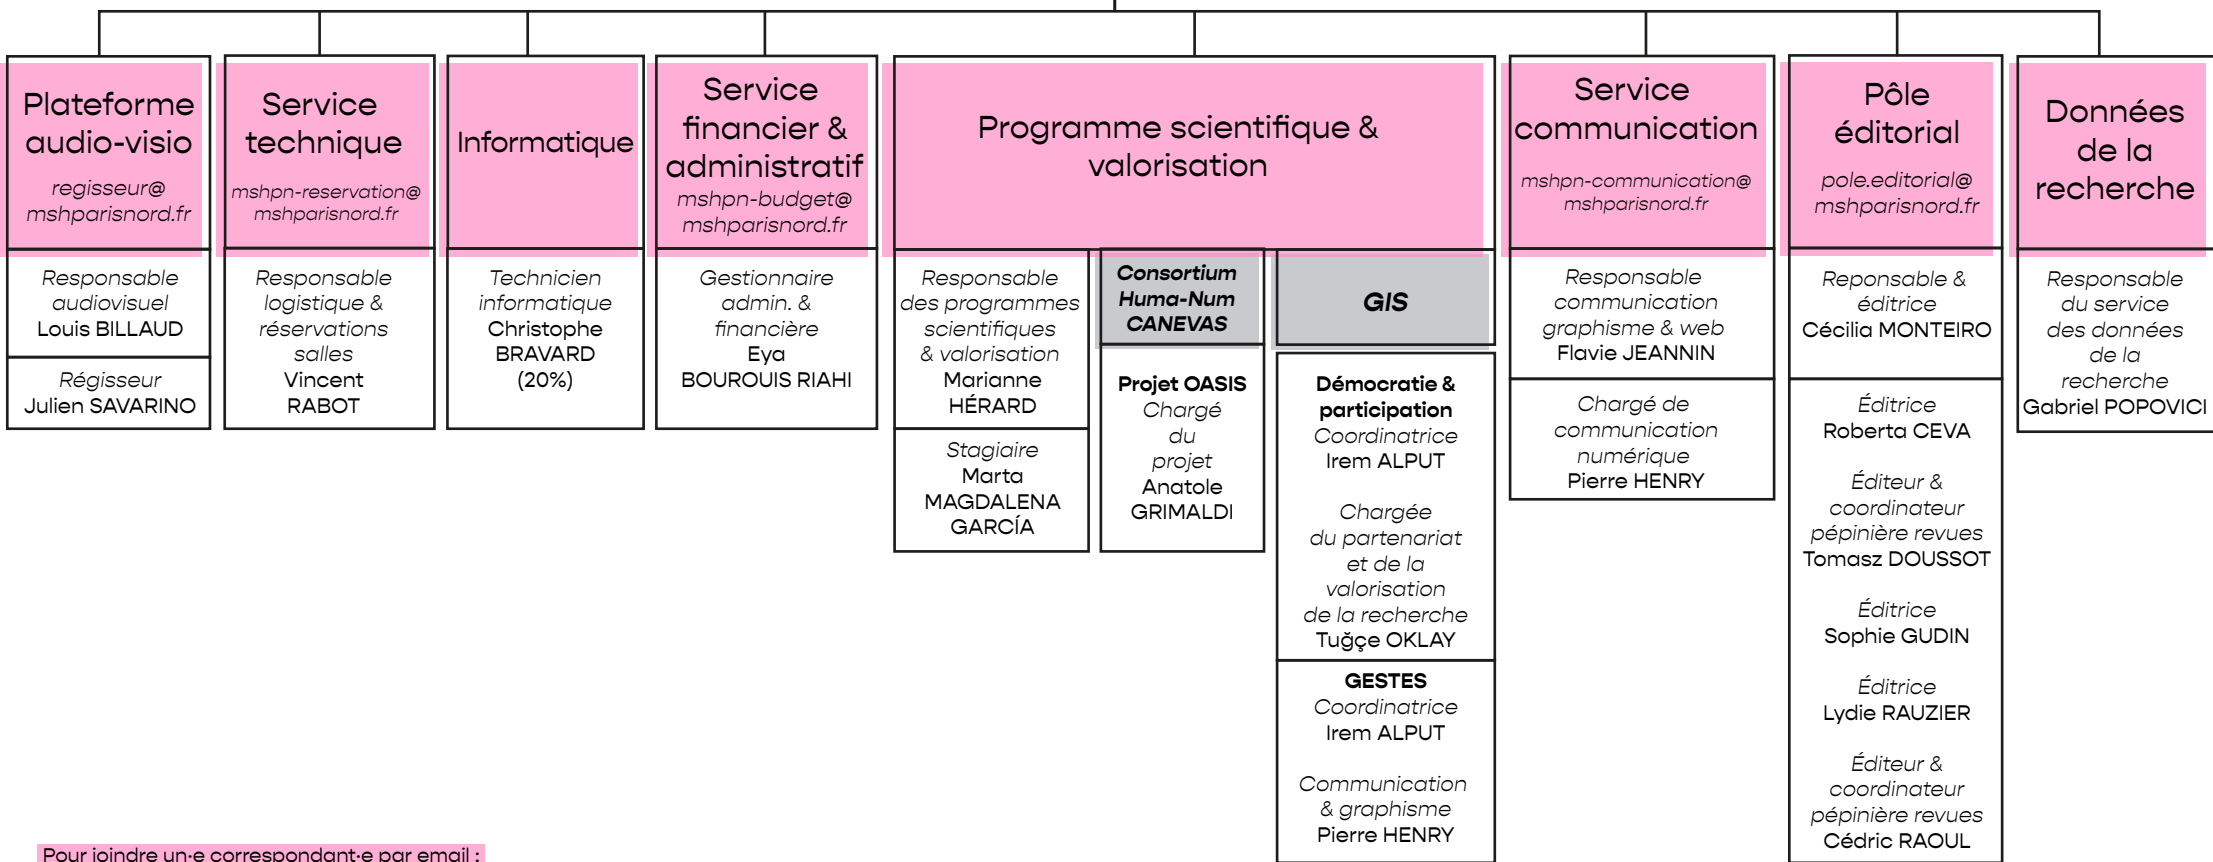 Plateforme
audio-visio
regisseur@
mshparisnord.fr
Responsable
audiovisuel
Louis BILLAUD
Régisseur
Julien SAVARINO
Service
technique
mshpn-reservation@
mshparisnord.fr
Responsable
logistique &
réservations
salles
Vincent
RABOT
Informatique
Technicien
informatique
Christophe
BRAVARD
(20%)
Service
financier &
administratif
mshpn-budget@
mshparisnord.fr
Gestionnaire
admin. &
financière
Eya
BOUROUIS RIAHI
Programme scientifique &
valorisation
Responsable
des programmes
scientifiques
& valorisation
Marianne
HÉRARD
Stagiaire
Marta
MAGDALENA
GARCÍA
Consortium
Huma-Num
CANEVAS
Projet OASIS
Chargé
du
projet
Anatole
GRIMALDI
GIS
Démocratie &
participation
Coordinatrice
Irem ALPUT
Chargée
du partenariat
et de la
valorisation
de la recherche
Tuğçe OKLAY
GESTES
Coordinatrice
Irem ALPUT
Communication
& graphisme
Pierre HENRY
Service
communication
mshpn-communication@
mshparisnord.fr
Responsable
communication
graphisme & web
Flavie JEANNIN
Chargé de
communication
numérique
Pierre HENRY
Pôle
éditorial
pole.editorial@
mshparisnord.fr
Reponsable &
éditrice
Cécilia MONTEIRO
Éditrice
Roberta CEVA
Éditeur &
coordinateur
pépinière revues
Tomasz DOUSSOT
Éditrice
Sophie GUDIN
Éditrice
Lydie RAUZIER
Éditeur &
coordinateur
pépinière revues
Cédric RAOUL
Données
de la
recherche
Responsable
du service
des données
de la
recherche
Gabriel POPOVICI
Pour joindre un·e correspondant·e par email :